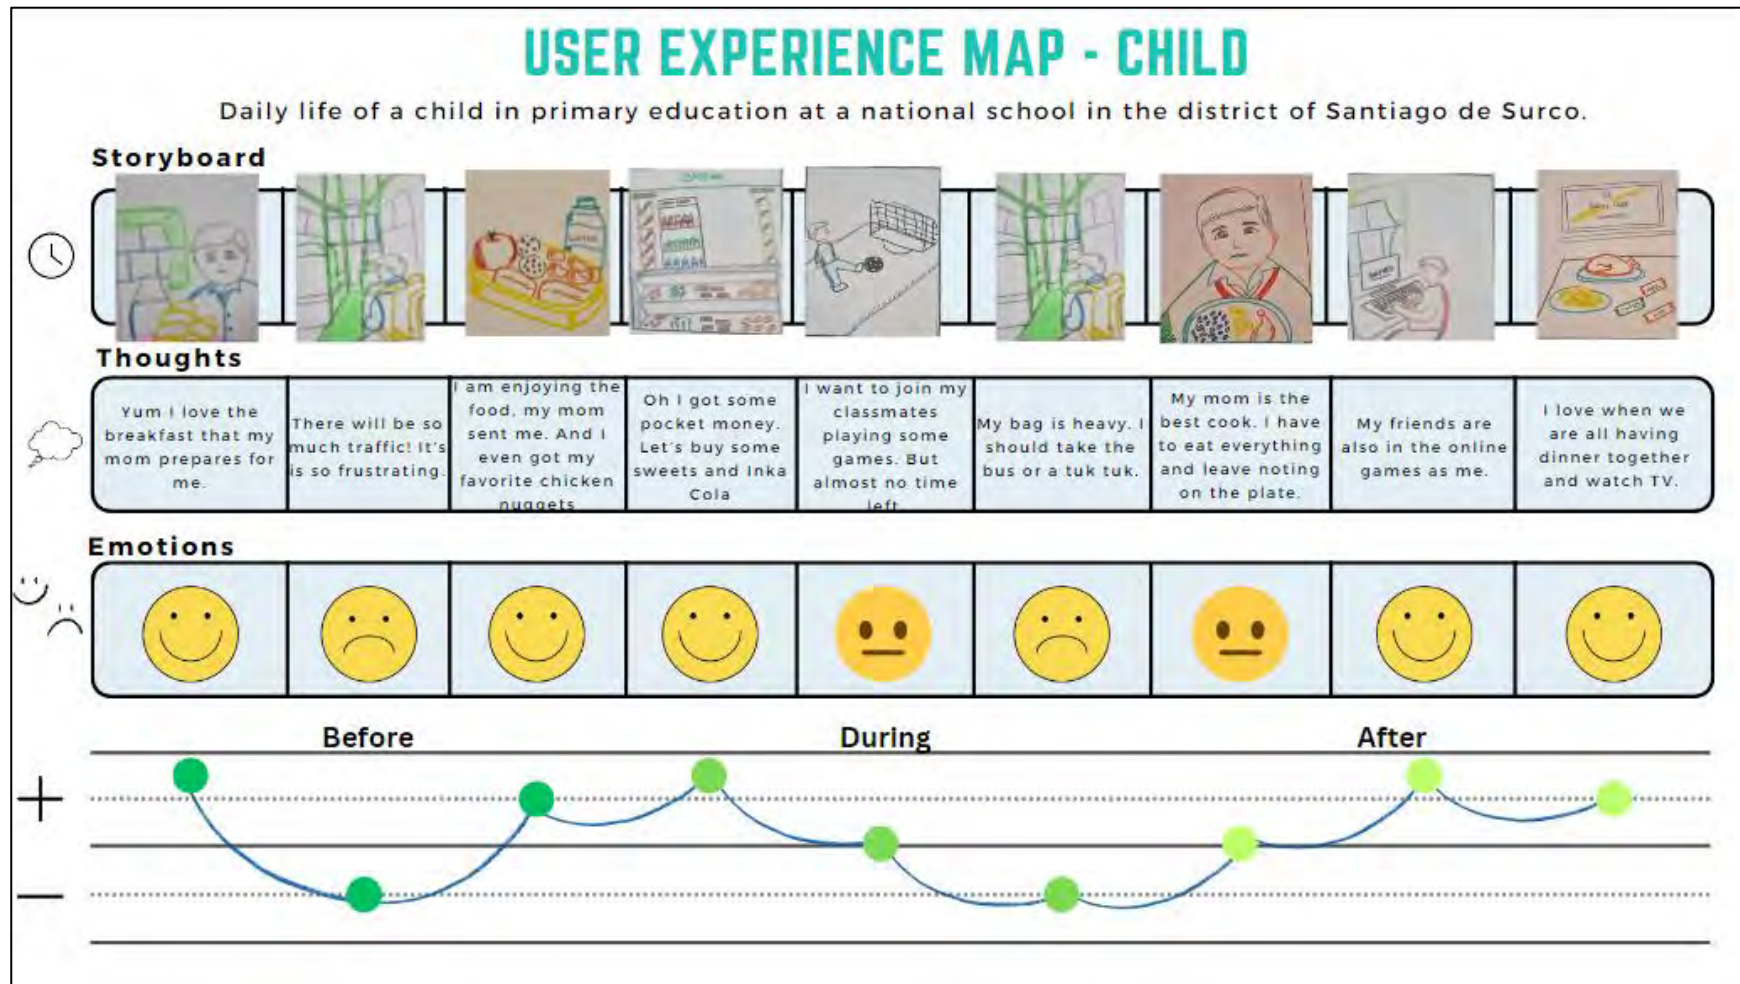 USER EXPERIENCE MAP - CHILD
Daily life of a child in primary education at a national school in the district of Santiago de Surco.
Storyboard
Thoughts
Yum I love the
breakfast that my
mom prepares for
me.
There will be so
much traffic! It's
is so frustrating.
I am enjoying the
food, my mom
sent me. And I
even got my
favorite chicken
nuggets
Oh I got some
pocket money.
Let's buy some
sweets and Inka
Cola
I want to join my
classmates
playing some
games. But
almost no time
left
My bag is heavy. I
should take the
bus or a tuk tuk.
My mom is the
best cook. I have
to eat everything
and leave noting
on the plate.
My friends are
also in the online
games as me.
I love when we
are all having
dinner together
and watch TV.
Emotions
Before
During
After
+
−